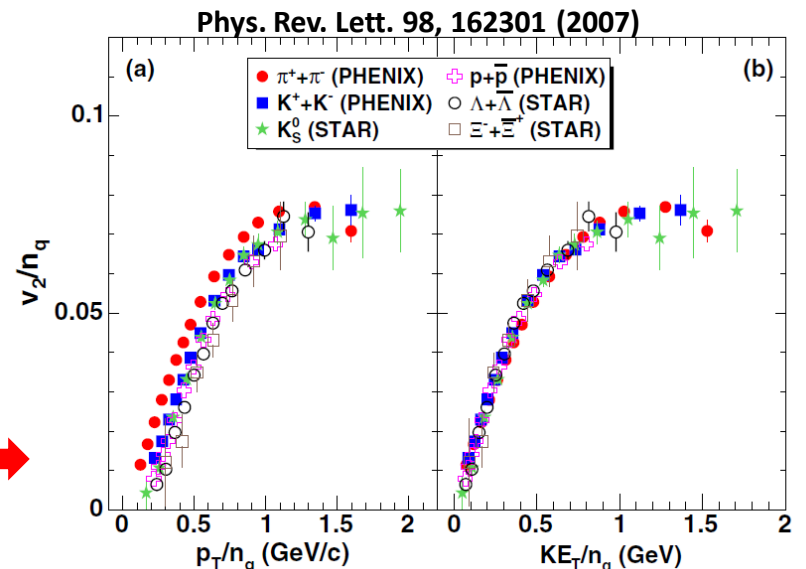 Phys. Rev. Lett. 98, 162301 (2007)
(a)
(b)
π⁺+π⁻ (PHENIX)
K⁺+K⁻ (PHENIX)
K⁰_S (STAR)
p+p̅ (PHENIX)
Λ+Λ̅ (STAR)
Ξ⁻+Ξ̅⁺ (STAR)
v₂/n_q
0.1
0.05
0
0 0.5 1 1.5 2
0 0.5 1 1.5 2
p_T/n_q (GeV/c)
KE_T/n_q (GeV)